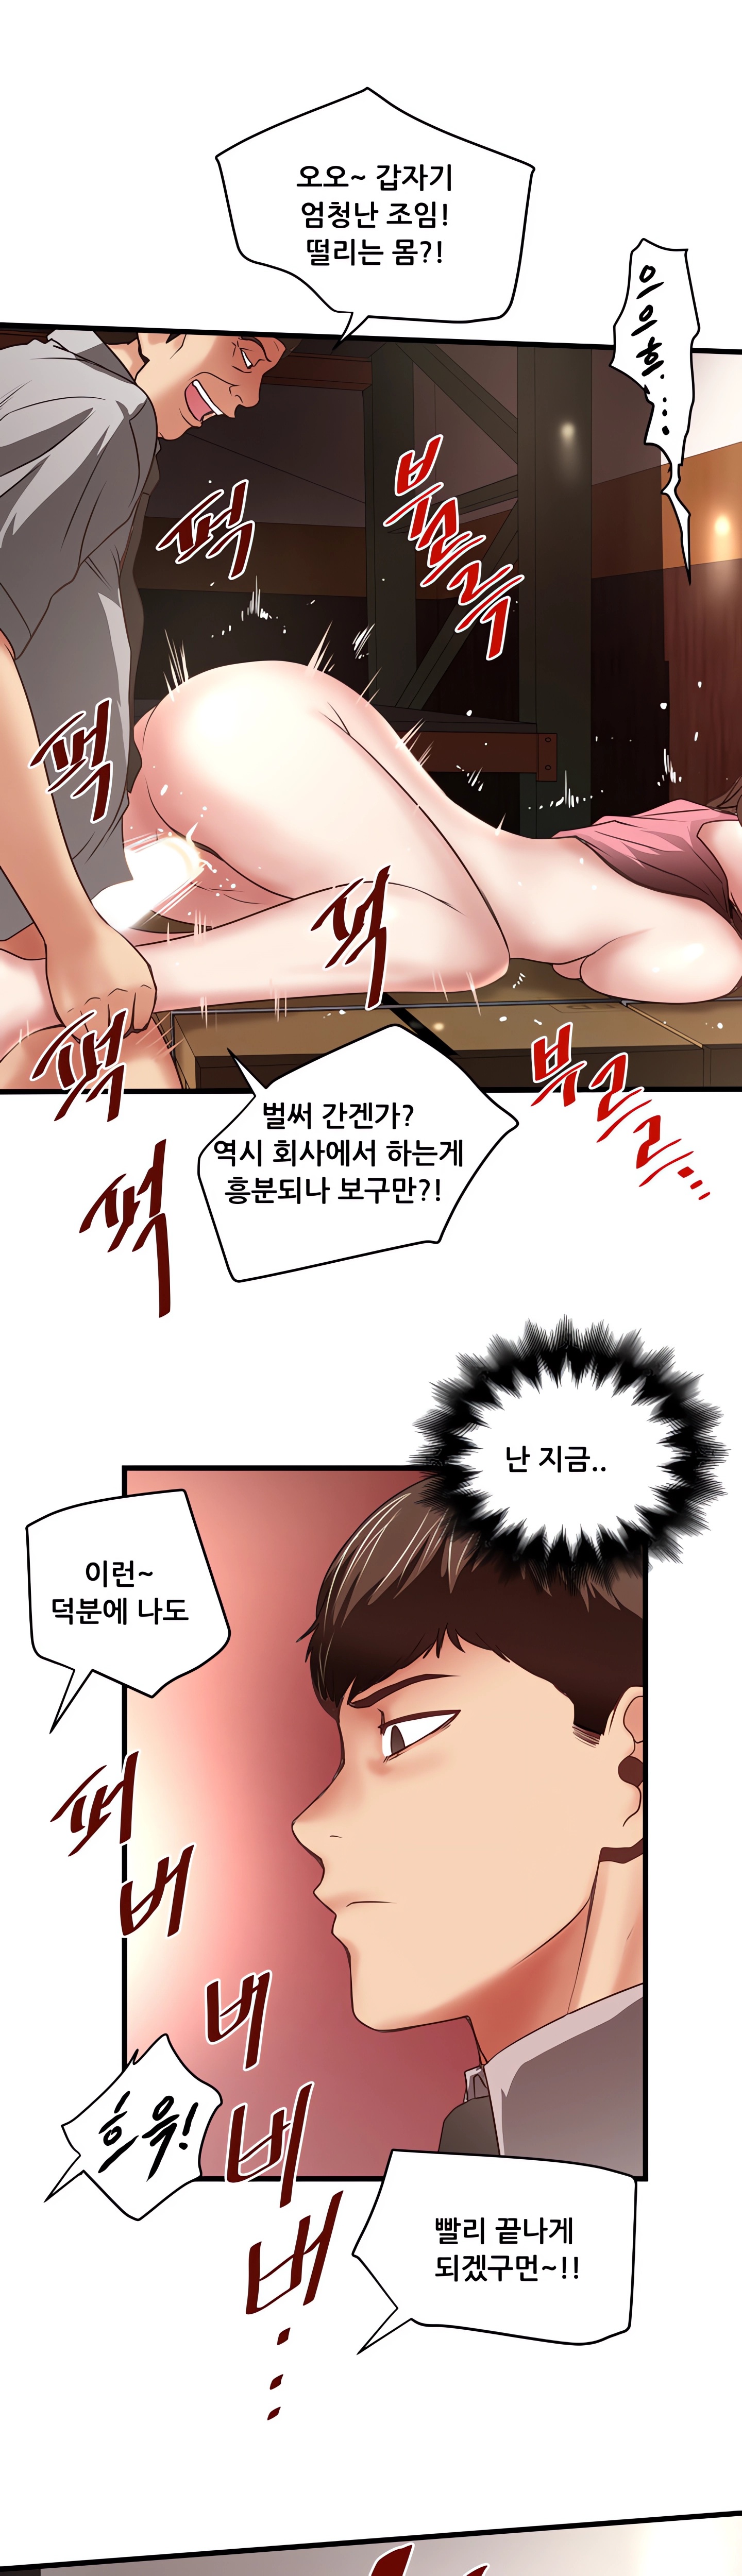 오오~ 갑자기
엄청난 조임!
떨리는 몸?!
으으흐...
부르르
퍽
퍽
퍽
퍽
퍽
벌써 간겐가?
역시 회사에서 하는게
흥분되나 보구만?!
부르르...
난 지금..
이런~
덕분에 나도
퍼
버
버
버
버...
흐윽!
빨리 끝나게
되겠구먼~!!